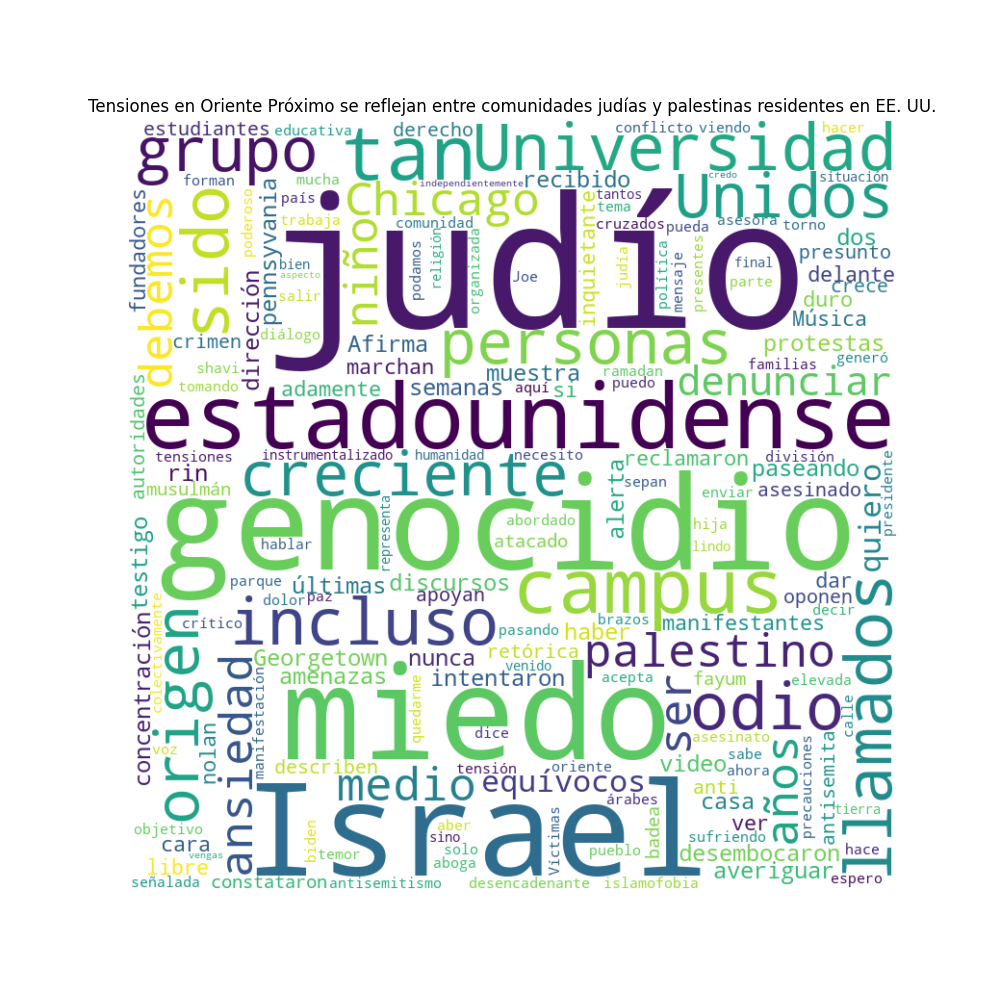 Tensiones en Oriente Próximo se reflejan entre comunidades judías y palestinas residentes en EE. UU.
estudiantes educativa derecho conflicto viendo hacer
grupo tan Universidad
independientemente recibido credo situación
forman mucha país Chicago tantos Unidos
poderoso trabaja comunidad tema cruzados pueda asesora torno
fundadores debemos sido pennsyvania niño judío inquietante dos
bien podamos religión organizada Joe judía política mensaje presentes final presunto
aspecto salir parte delante
dirección duro crece
diálogo Música
crimen Afirma personas protestas
shavi marchan muestra ramadan familias generó
tomando adamente semanas aquí si puedo denunciar
autoridades estadounidense
tensiones instrumentalizado humanidad necesito división
rin creciente reclamaron paseando
musulmán alerta sepan enviar asesinado presidente
testigo genocidio representa abordado hija quiero
hablar atacado lindo
parque últimas discursos campus dar
dolor paz apoyan oponen
colectivamente origen crítico incluso pasando brazos decir
concentración haber manifestantes
Georgetown nunca retórica palestino llamados
amenazas venido acepta
ansiedad manifestación intentaron ser fayum elevada
voz nolan miedo quedarme odio calle
dice asesinato
describen tensión oriente video sabe
medio equívocos anti ahora años precauciones antisemita
Israel árabes casa
objetivo biden aber Víctimas badea ver tierra
cara sino sufriendo
temor solo pueblo desembocaron hace
vengas libre aboga averiguar
señalada constataron antisemitismo desencadenante islamofobia espero